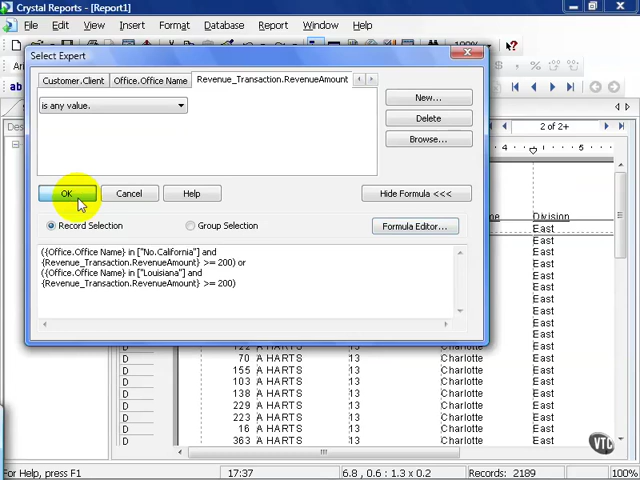 Crystal Reports - [Report1]
File Edit View Insert Format Database Report Window Help
Select Expert
Customer.Client Office.Office Name Revenue_Transaction.RevenueAmount
is any value.
New...
Delete
Browse...
OK Cancel Help Hide Formula <<<
Record Selection Group Selection Formula Editor...
({Office.Office Name} in ["No.California"] and
{Revenue_Transaction.RevenueAmount} >= 200) or
({Office.Office Name} in ["Louisiana"] and
{Revenue_Transaction.RevenueAmount} >= 200)
2 of 2+
4 5
Division
East
East
East
East
East
East
East
East
East
East
D 122 A HARTS 13 Charlotte East
D 70 A HARTS 13 Charlotte East
D 155 A HARTS 13 Charlotte East
D 103 A HARTS 13 Charlotte East
D 138 A HARTS 13 Charlotte East
D 229 A HARTS 13 Charlotte East
D 223 A HARTS 13 Charlotte East
D 16 A HARTS 13 Charlotte East
D 363 A HARTS 13 Charlotte East
VTC
For Help, press F1 17:37 6.8 , 0.6 : 1.3 x 0.2 Records: 2189 100%